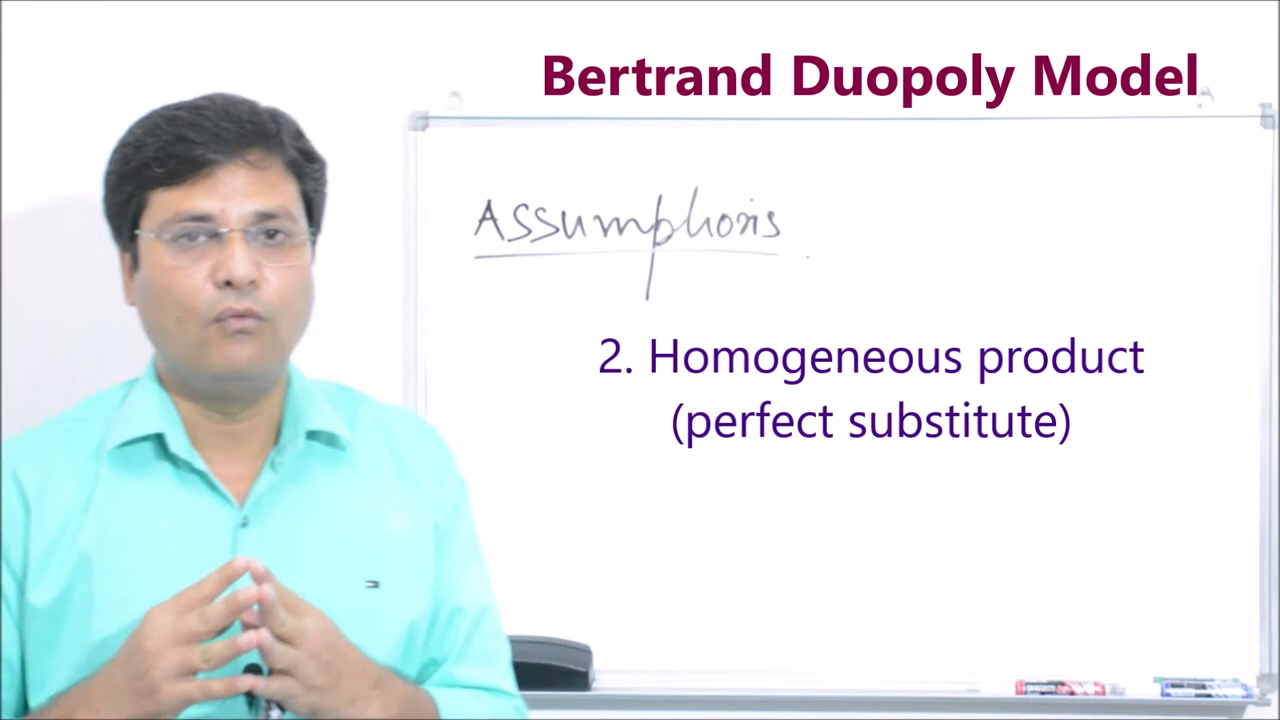 Bertrand Duopoly Model
Assumptions
2. Homogeneous product
(perfect substitute)